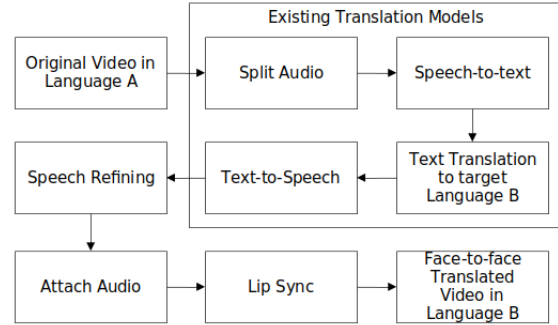 Existing Translation Models
Original Video in
Language A
Split Audio
Speech-to-text
Speech Refining
Text-to-Speech
Text Translation
to target
Language B
Attach Audio
Lip Sync
Face-to-face
Translated
Video in
Language B